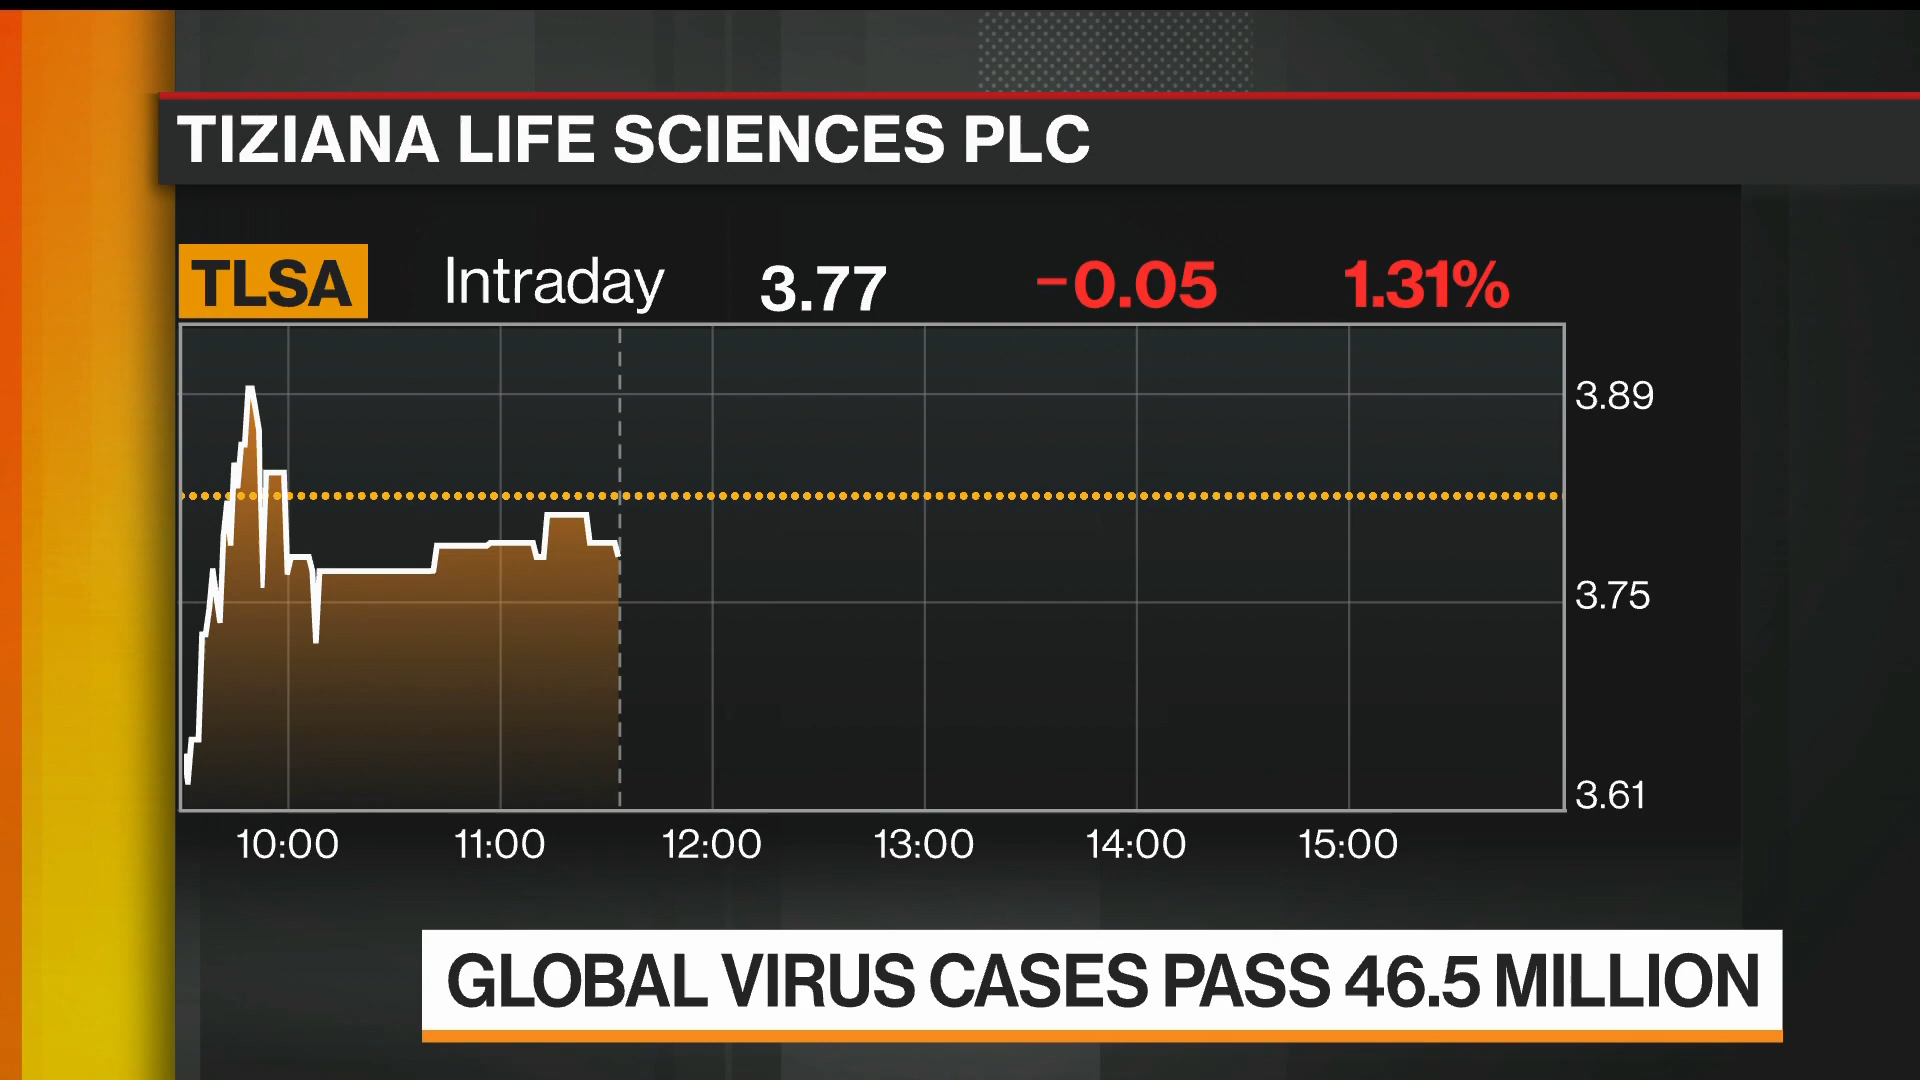 TIZIANA LIFE SCIENCES PLC
TLSA Intraday 3.77 −0.05 1.31%
3.89
3.75
3.61
10:00 11:00 12:00 13:00 14:00 15:00
GLOBAL VIRUS CASES PASS 46.5 MILLION